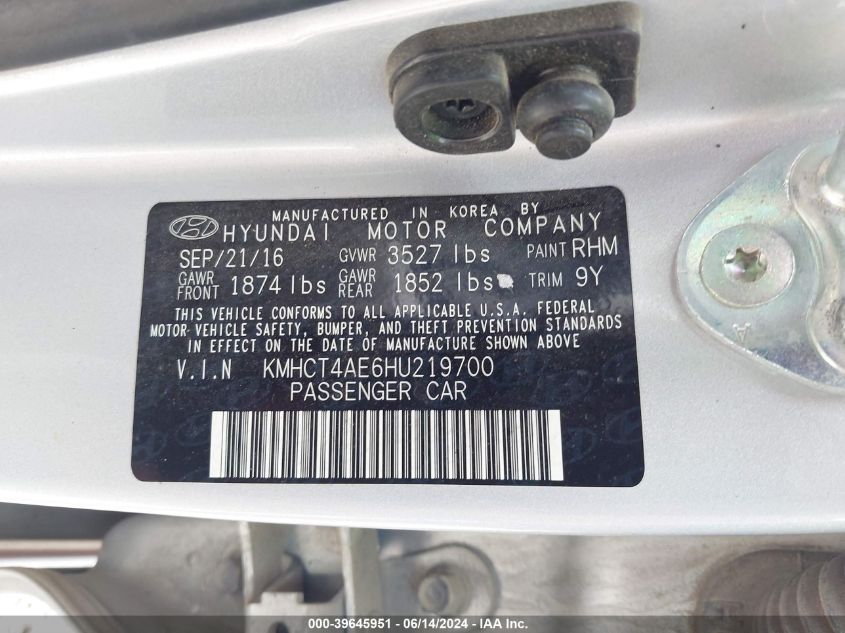 MANUFACTURED IN KOREA BY
HYUNDAI MOTOR COMPANY
SEP/21/16 GVWR 3527 lbs PAINT RHM
GAWR FRONT 1874 lbs GAWR REAR 1852 lbs TRIM 9Y
THIS VEHICLE CONFORMS TO ALL APPLICABLE U.S.A. FEDERAL
MOTOR VEHICLE SAFETY, BUMPER, AND THEFT PREVENTION STANDARDS
IN EFFECT ON THE DATE OF MANUFACTURE SHOWN ABOVE
V.I.N KMHCT4AE6HU219700
PASSENGER CAR
000-39645951 - 06/14/2024 - IAA Inc.